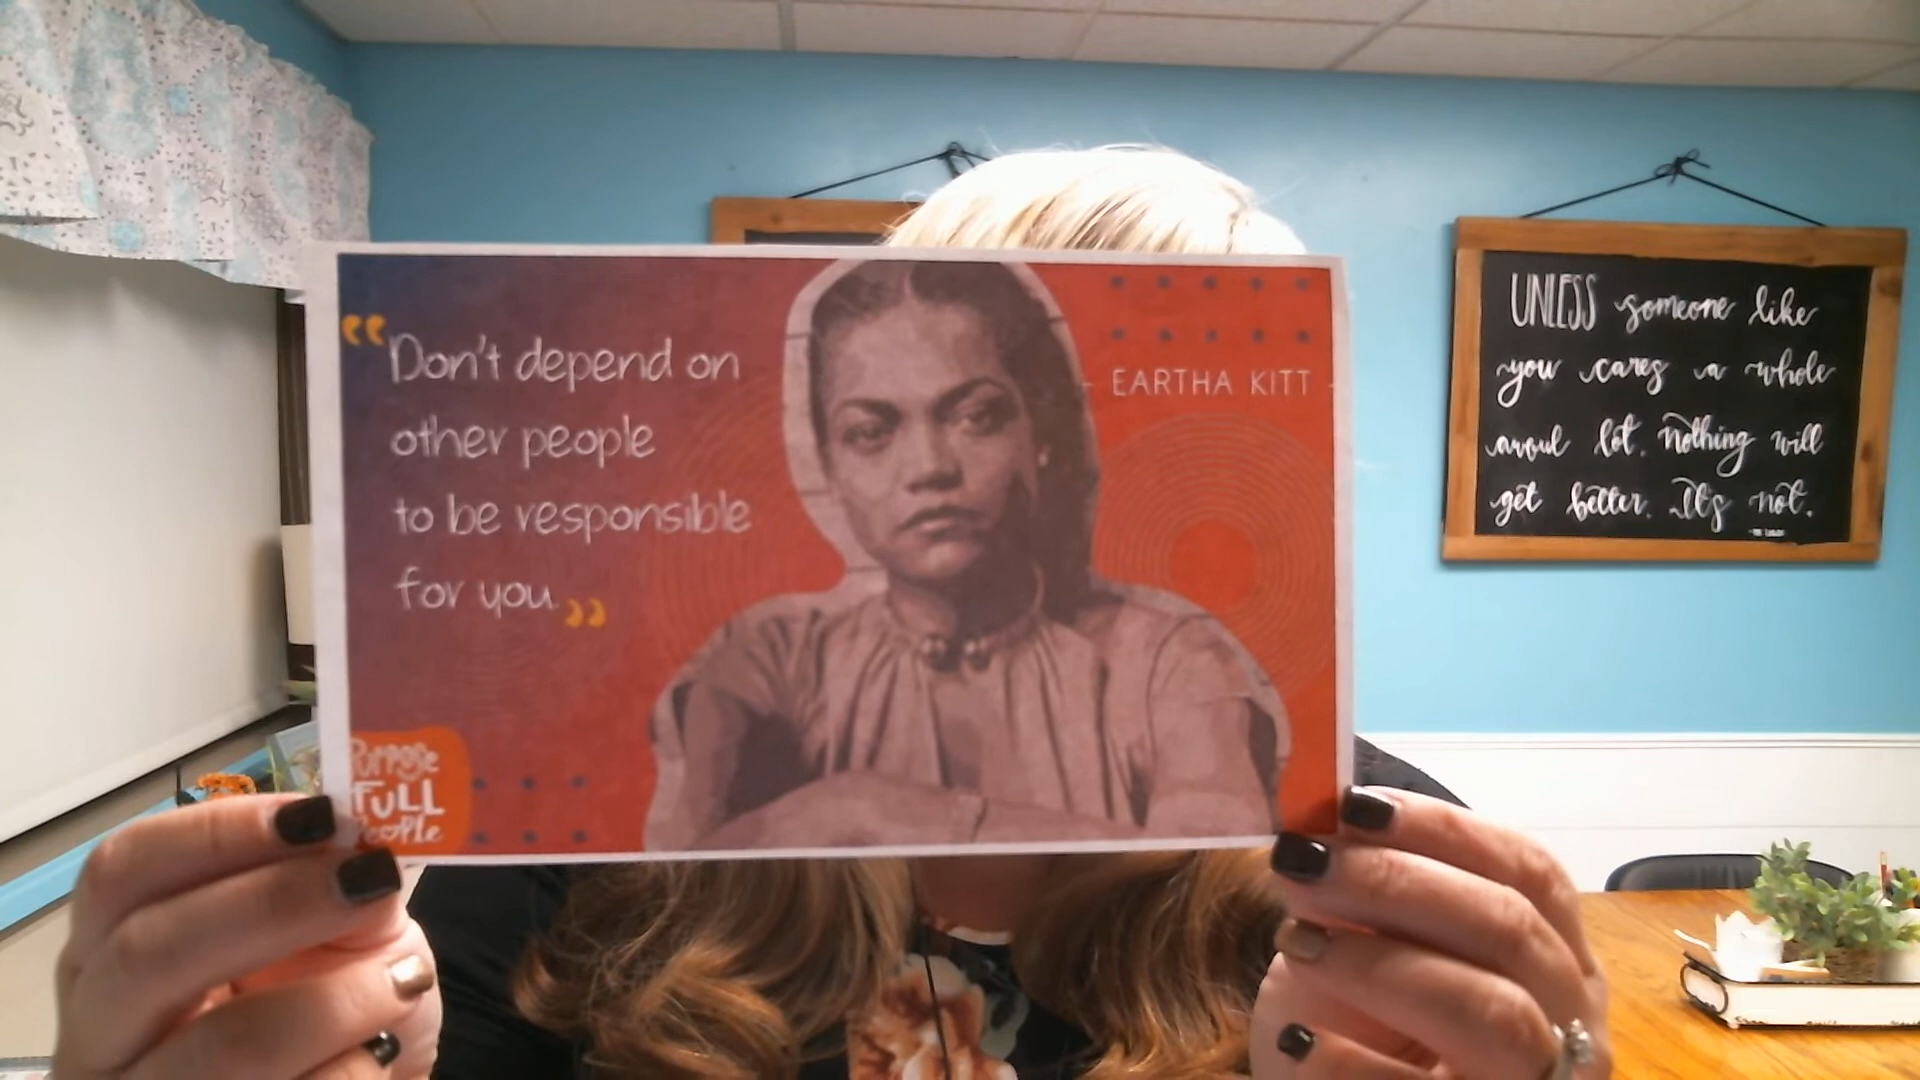 “Don't depend on
other people
to be responsible
for you.”
EARTHA KITT
Purpose
FULL
People
UNLESS someone like
you cares a whole
awful lot. Nothing will
get better. It's not.